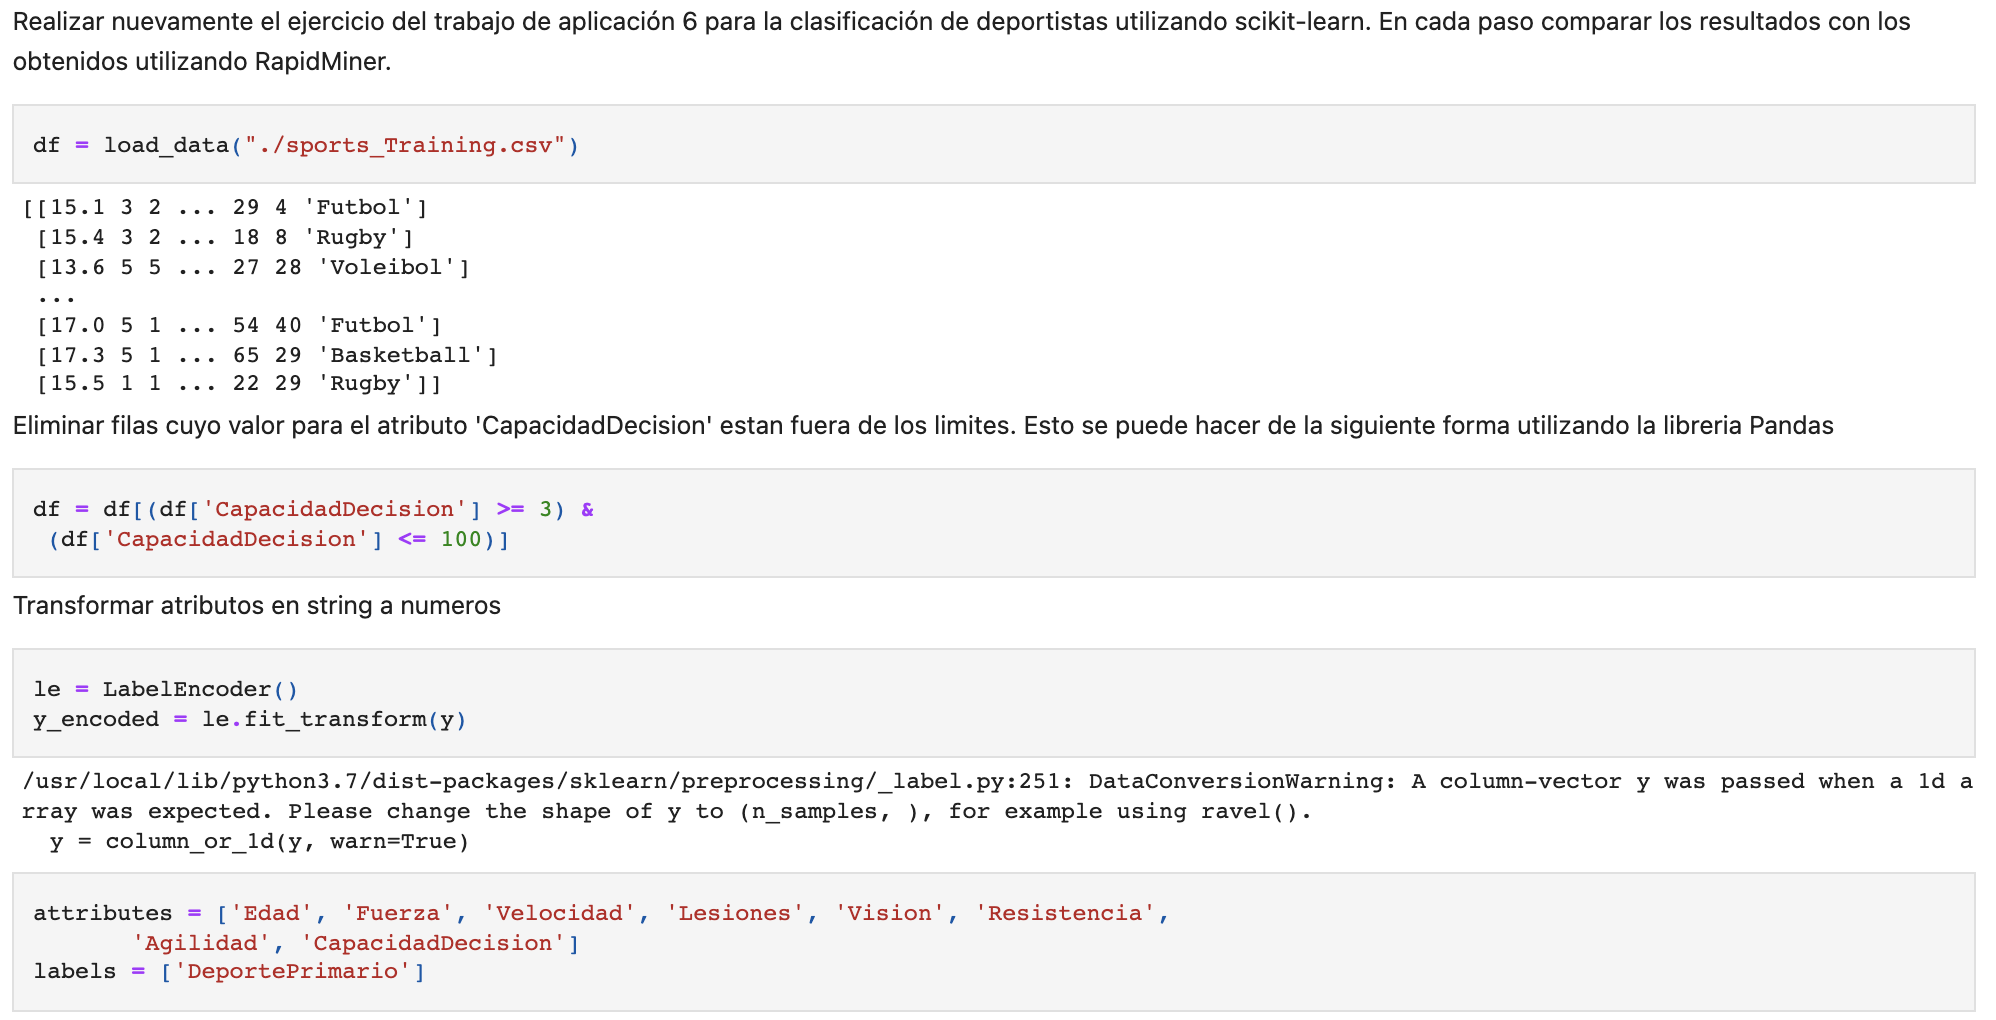 Realizar nuevamente el ejercicio del trabajo de aplicación 6 para la clasificación de deportistas utilizando scikit-learn. En cada paso comparar los resultados con los
obtenidos utilizando RapidMiner.
df = load_data("./sports_Training.csv")
[[15.1 3 2 ... 29 4 'Futbol']
 [15.4 3 2 ... 18 8 'Rugby']
 [13.6 5 5 ... 27 28 'Voleibol']
 ...
 [17.0 5 1 ... 54 40 'Futbol']
 [17.3 5 1 ... 65 29 'Basketball']
 [15.5 1 1 ... 22 29 'Rugby']]
Eliminar filas cuyo valor para el atributo 'CapacidadDecision' estan fuera de los limites. Esto se puede hacer de la siguiente forma utilizando la libreria Pandas
df = df[(df['CapacidadDecision'] >= 3) &
 (df['CapacidadDecision'] <= 100)]
Transformar atributos en string a numeros
le = LabelEncoder()
y_encoded = le.fit_transform(y)
/usr/local/lib/python3.7/dist-packages/sklearn/preprocessing/_label.py:251: DataConversionWarning: A column-vector y was passed when a 1d a
rray was expected. Please change the shape of y to (n_samples, ), for example using ravel().
  y = column_or_1d(y, warn=True)
attributes = ['Edad', 'Fuerza', 'Velocidad', 'Lesiones', 'Vision', 'Resistencia',
       'Agilidad', 'CapacidadDecision']
labels = ['DeportePrimario']